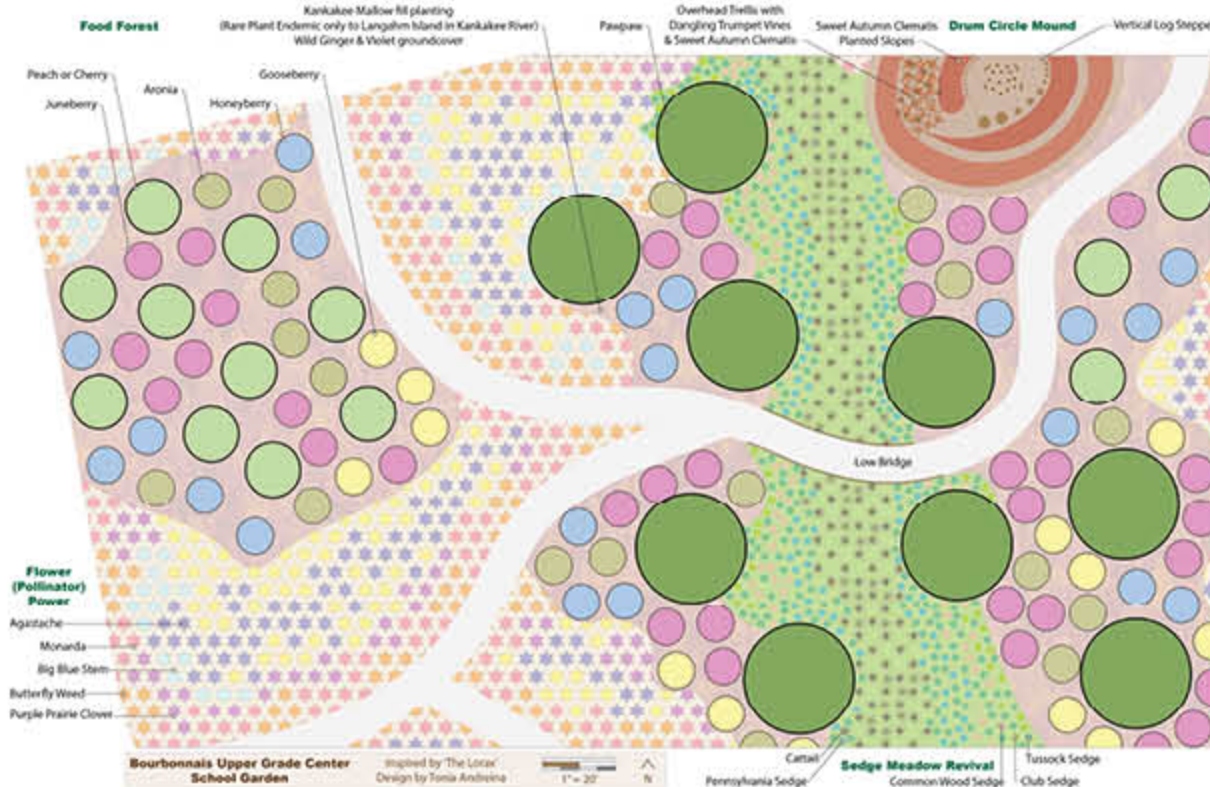 Food Forest
Kankakee Mallow fill planting
(Rare Plant Endemic only to Langahm Island in Kankakee River)
Wild Ginger & Violet groundcover
Pawpaw
Overhead Trellis with
Dangling Trumpet Vines
& Sweet Autumn Clematis
Sweet Autumn Clematis
Planted Slopes
Drum Circle Mound
Vertical Log Steppe
Peach or Cherry
Juneberry
Aronia
Honeyberry
Gooseberry
Low Bridge
Flower
(Pollinator)
Power
Agastache
Monarda
Big Blue Stem
Butterfly Weed
Purple Prairie Clover
Bourbonnais Upper Grade Center
School Garden
Inspired by 'The Lorax'
Design by Tonia Andreina
1" = 20'
N
Cattail
Pennsylvania Sedge
Sedge Meadow Revival
Common Wood Sedge
Tussock Sedge
Club Sedge